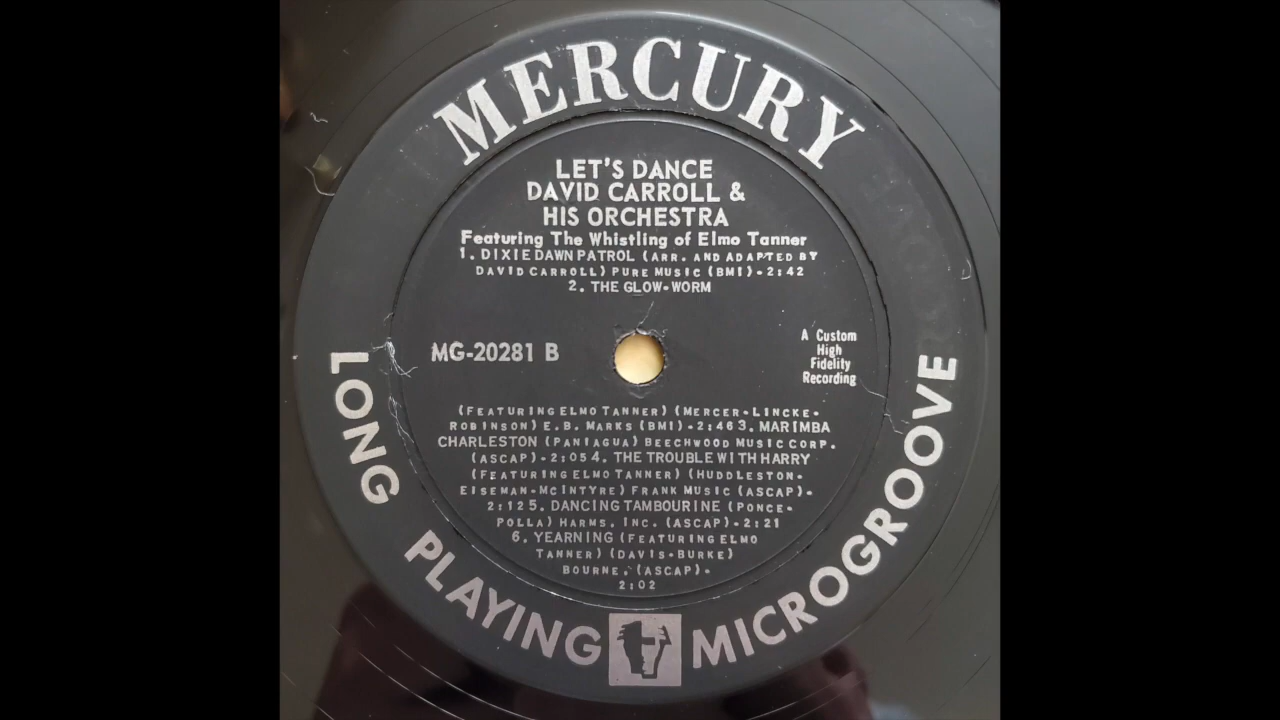 MERCURY
LET'S DANCE
DAVID CARROLL &
HIS ORCHESTRA
Featuring The Whistling of Elmo Tanner
1. DIXIE DAWN PATROL (ARR. AND ADAPTED BY
DAVID CARROLL) PURE MUSIC (BMI)-2:42
2. THE GLOW-WORM
MG-20281 B
A Custom
High
Fidelity
Recording
(FEATURING ELMO TANNER) (MERCER-LINCKE-
ROBINSON) E.B. MARKS (BMI)-2:46 3. MARIMBA
CHARLESTON (PANIAGUA) BEECHWOOD MUSIC CORP.
(ASCAP)-2:05 4. THE TROUBLE WITH HARRY
(FEATURING ELMO TANNER) (HUDDLESTON-
EISEMAN-MCINTYRE) FRANK MUSIC (ASCAP)-
2:12 5. DANCING TAMBOURINE (PONCE-
POLLA) HARMS, INC. (ASCAP)-2:21
6. YEARNING (FEATURING ELMO
TANNER) (DAVIS-BURKE)
BOURNE, (ASCAP)-
2:02
LONG PLAYING MICROGROOVE